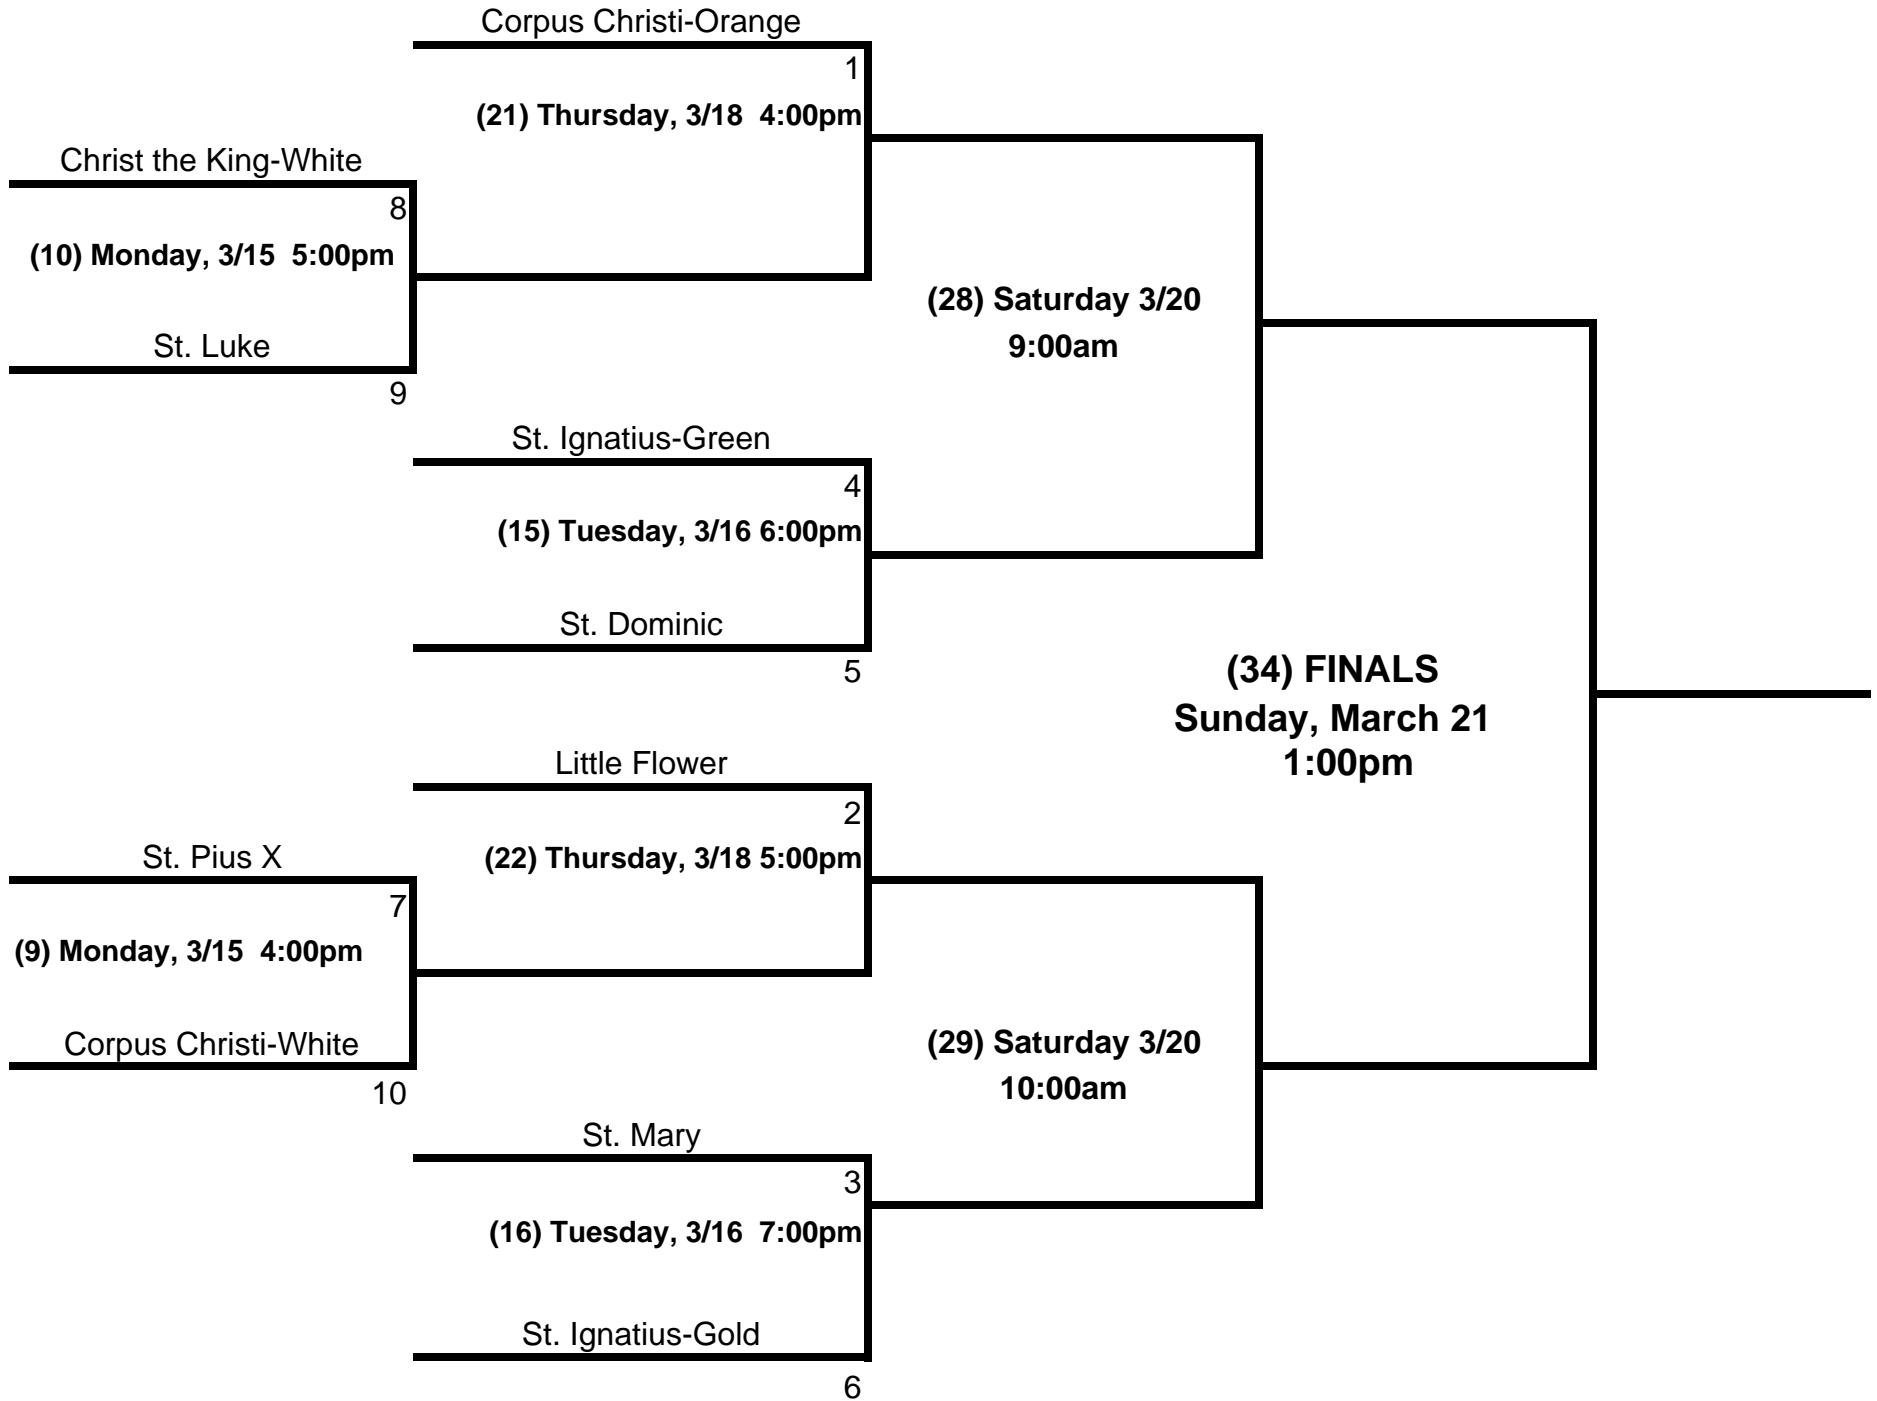 Corpus Christi-Orange
1
(21) Thursday, 3/18  4:00pm
Christ the King-White
8
(10) Monday, 3/15  5:00pm
(28) Saturday 3/20
9:00am
St. Luke
9
St. Ignatius-Green
4
(15) Tuesday, 3/16 6:00pm
St. Dominic
5
(34) FINALS
Sunday, March 21
1:00pm
Little Flower
2
(22) Thursday, 3/18 5:00pm
St. Pius X
7
(9) Monday, 3/15  4:00pm
Corpus Christi-White
10
(29) Saturday 3/20
10:00am
St. Mary
3
(16) Tuesday, 3/16  7:00pm
St. Ignatius-Gold
6